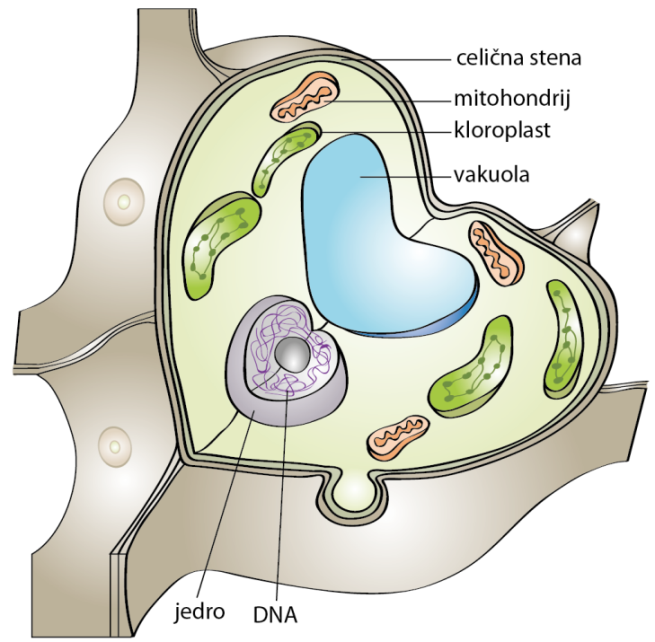 celična stena
mitohondrij
kloroplast
vakuola
jedro
DNA